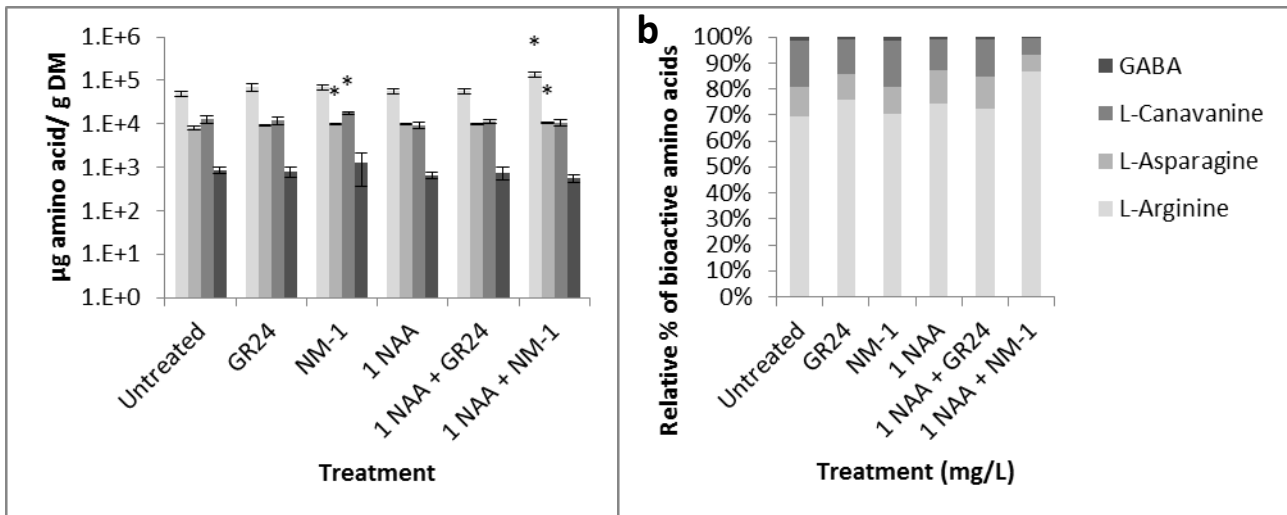 µg amino acid/ g DM
1.E+6
1.E+5
1.E+4
1.E+3
1.E+2
1.E+1
1.E+0
*
*
*
*
*
Untreated
GR24
NM-1
1 NAA
1 NAA + GR24
1 NAA + NM-1
Treatment
b
Relative % of bioactive amino acids
100%
90%
80%
70%
60%
50%
40%
30%
20%
10%
0%
Untreated
GR24
NM-1
1 NAA
1 NAA + GR24
1 NAA + NM-1
Treatment (mg/L)
GABA
L-Canavanine
L-Asparagine
L-Arginine